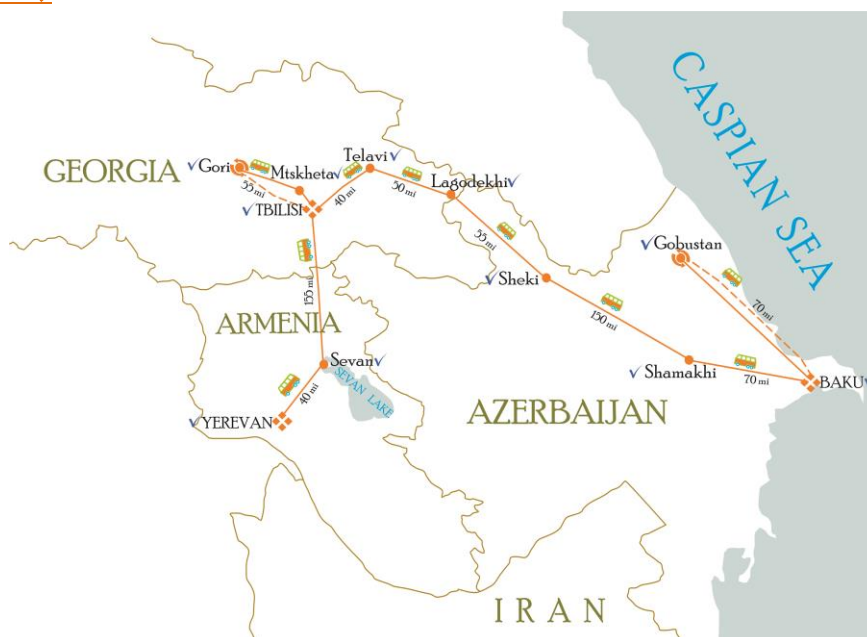 CASPIAN SEA
GEORGIA
Gori
Mtskheta
Telavi
Lagodekhi
55 mi
TBILISI
40 mi
50 mi
55 mi
Gobustan
Sheki
155 mi
150 mi
70 mi
ARMENIA
Sevan
SEVAN LAKE
40 mi
YEREVAN
Shamakhi
70 mi
BAKU
AZERBAIJAN
IRAN